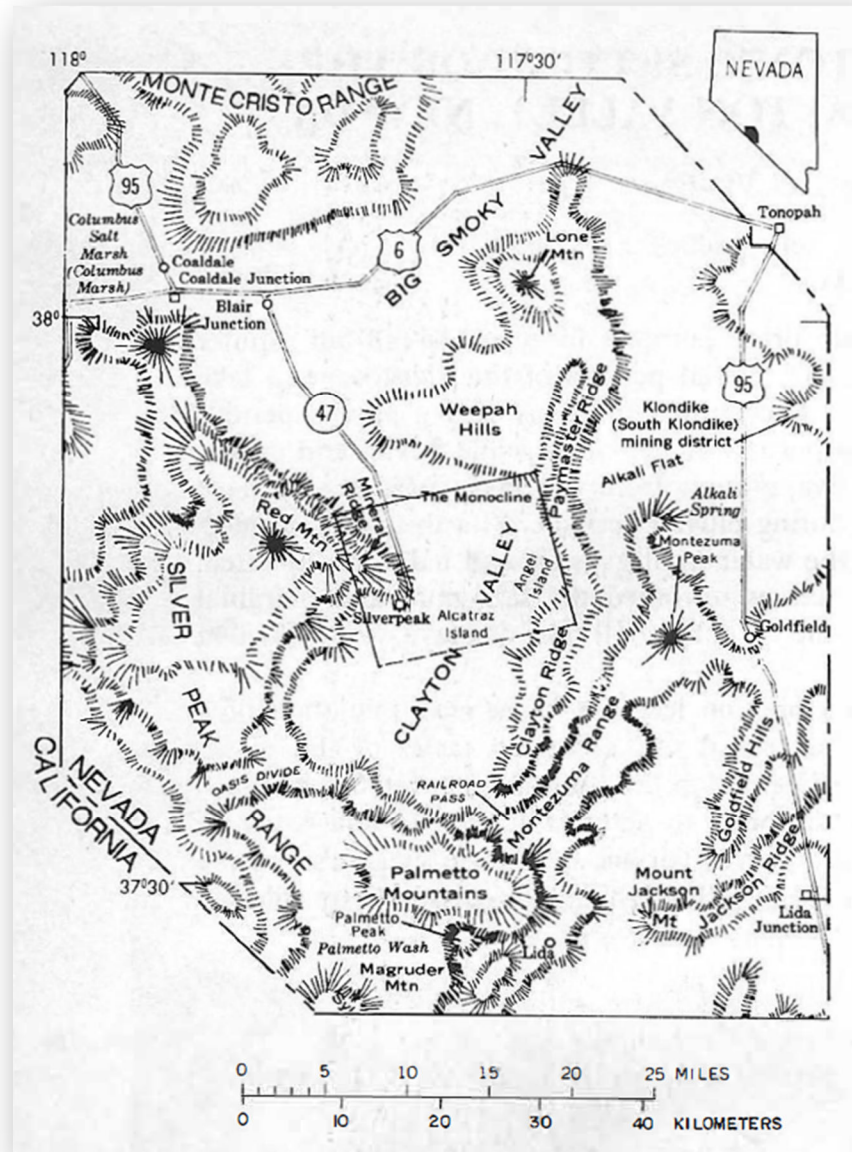 118°
117°30′
NEVADA
MONTE CRISTO RANGE
BIG SMOKY VALLEY
95
Columbus
Salt
Marsh
(Columbus
Marsh)
Coaldale
Coaldale Junction
6
Lone
Mtn
Tonopah
38°
Blair
Junction
47
95
Weepah
Hills
Paymaster Ridge
Klondike
(South Klondike)
mining district
Alkali Flat
Alkali
Spring
Montezuma
Peak
The Monocline
Mineral
Ridge
Red Mtn
Angel
Island
Silverpeak
Alcatraz
Island
CLAYTON VALLEY
Goldfield
SILVER
PEAK
RANGE
Clayton Ridge
Montezuma Range
Goldfield Hills
OASIS DIVIDE
RAILROAD
PASS
NEVADA
CALIFORNIA
37°30′
Palmetto
Mountains
Mount
Jackson
Mt
Jackson Ridge
Lida
Junction
Palmetto
Peak
Palmetto Wash
Lida
Magruder
Mtn
0 5 10 15 20 25 MILES
0 10 20 30 40 KILOMETERS